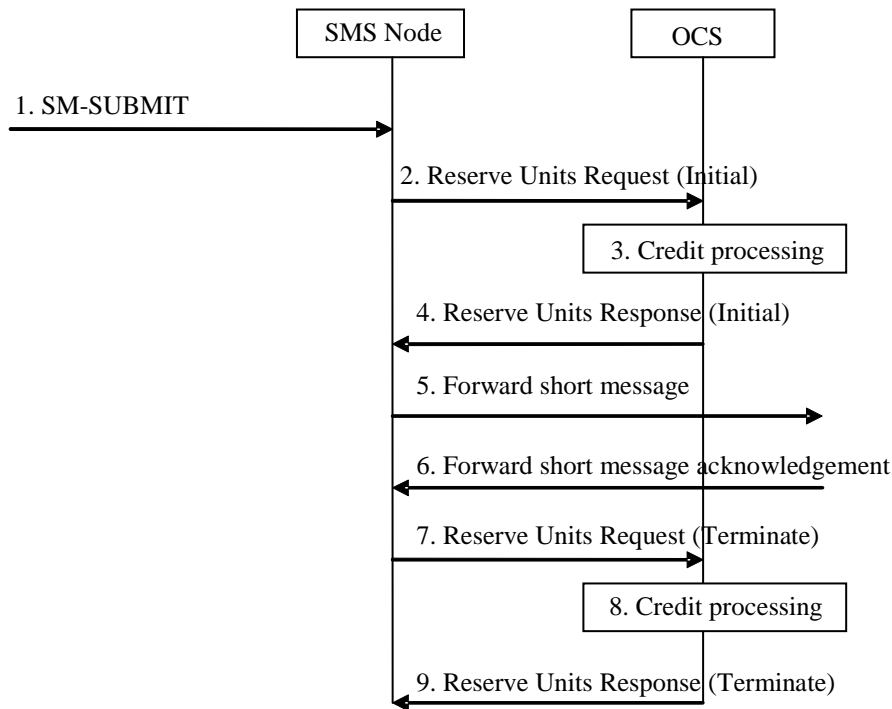 SMS Node
OCS
1. SM-SUBMIT
2. Reserve Units Request (Initial)
3. Credit processing
4. Reserve Units Response (Initial)
5. Forward short message
6. Forward short message acknowledgement
7. Reserve Units Request (Terminate)
8. Credit processing
9. Reserve Units Response (Terminate)